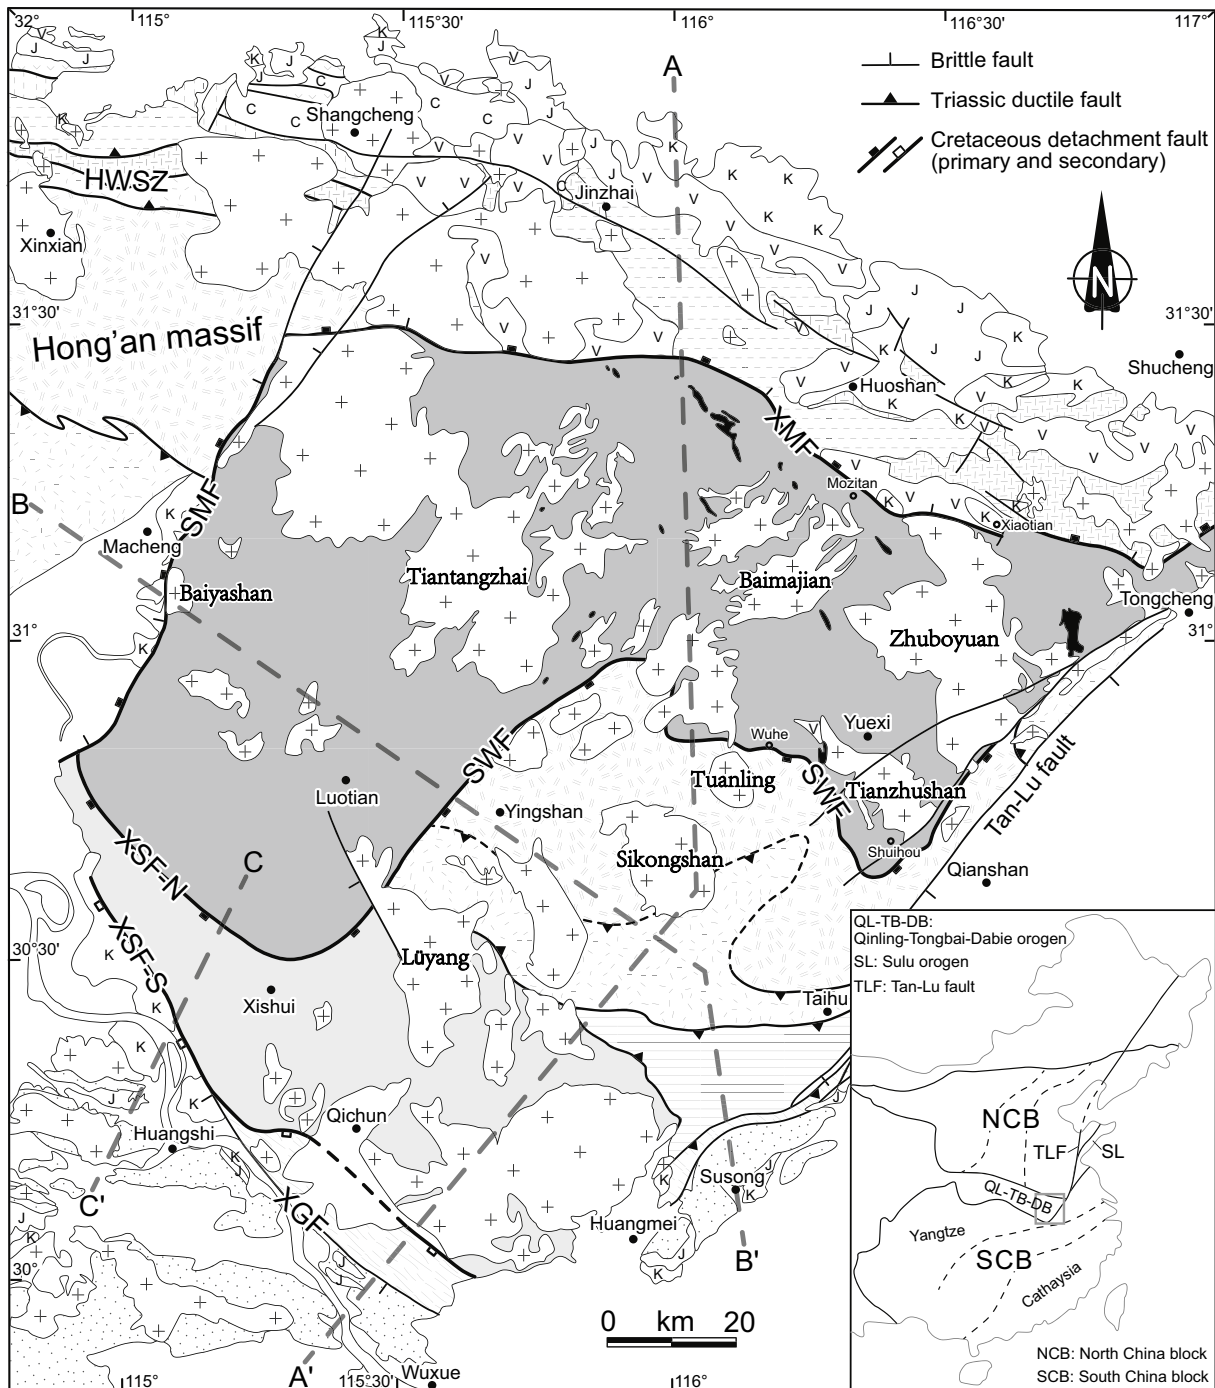 32°
115°
115°30'
116°
116°30'
117°
A
Brittle fault
Triassic ductile fault
Cretaceous detachment fault
(primary and secondary)
Shangcheng
HWSZ
Jinzhai
Xinxian
N
31°30'
31°30'
Hong'an massif
Shucheng
Huoshan
XMF
B
SMF
Mozitan
Macheng
Xiaotian
Baiyashan
Tiantangzhai
Baimajian
Tongcheng
31°
Zhuboyuan
31°
Wuhe
Yuexi
SWF
Tuanling
SWF
Tianzhushan
Tan-Lu fault
Luotian
Yingshan
XSF-N
C
Sikongshan
Shuihou
Qianshan
XSF-S
30°30'
Lüyang
QL-TB-DB:
Qinling-Tongbai-Dabie orogen
SL: Sulu orogen
TLF: Tan-Lu fault
Xishui
Taihu
NCB
TLF
SL
Huangshi
Qichun
QL-TB-DB
C'
XGF
Susong
Huangmei
Yangtze
SCB
Cathaysia
B'
30°
0 km 20
NCB: North China block
SCB: South China block
A'
Wuxue
115°
115°30'
116°
K
J
C
V